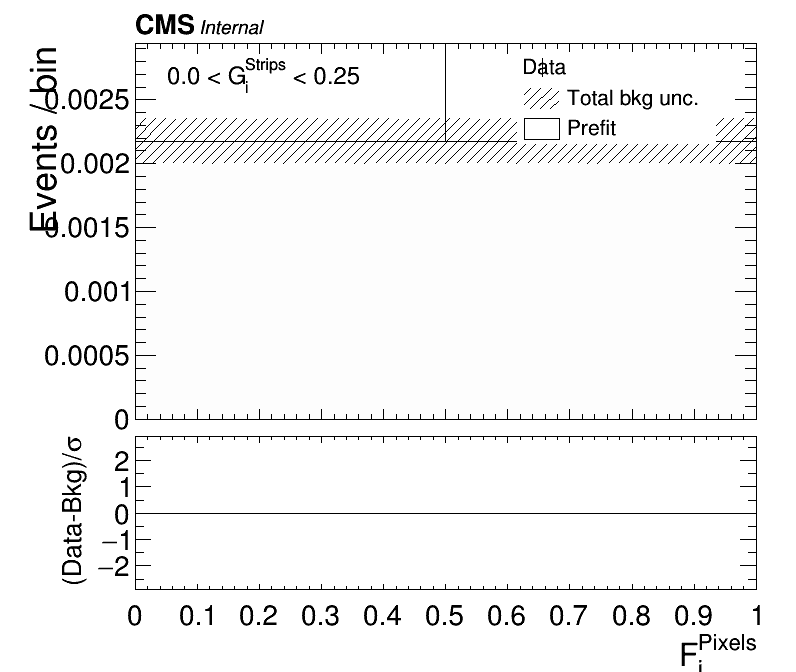 CMS Internal
Events / bin
0.0 < G_i^Strips < 0.25
Data
Total bkg unc.
Prefit
0.0025
0.002
0.0015
0.001
0.0005
0
(Data-Bkg)/σ
2
1
0
−1
−2
0 0.1 0.2 0.3 0.4 0.5 0.6 0.7 0.8 0.9 1
F_i^Pixels